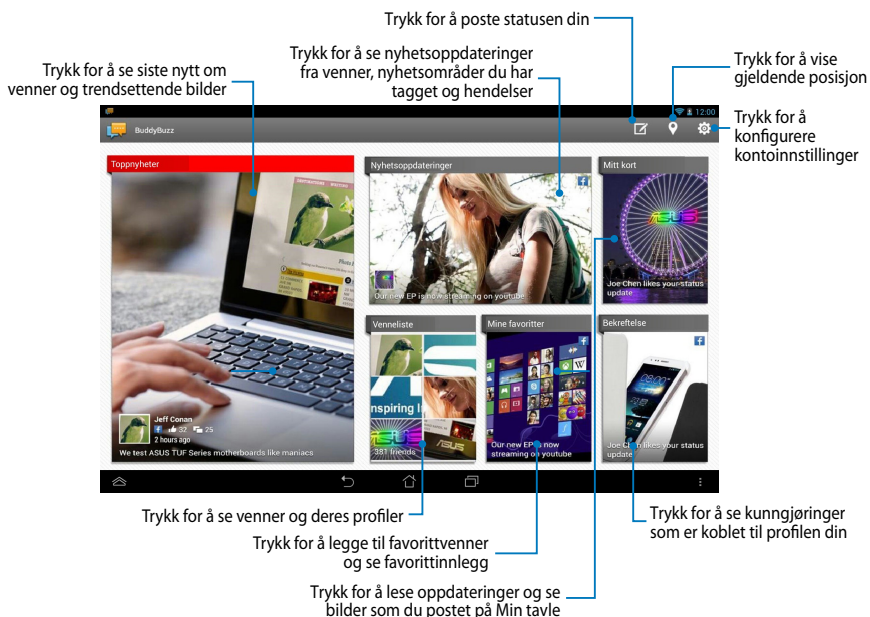 Trykk for å poste statusen din
Trykk for å se nyhetsoppdateringer
fra venner, nyhetsområder du har
tagget og hendelser
Trykk for å vise
gjeldende posisjon
Trykk for å se siste nytt om
venner og trendsettende bilder
Trykk for å
konfigurere
kontoinnstillinger
12:00
BuddyBuzz
Toppnyheter
Nyhetsoppdateringer
Mitt kort
ASUS
Our new EP is now streaming on youtube
Joe Chen likes your status
update
Venneliste
Mine favoritter
Bekreftelse
nspiring In
08:00
W
ASUS
381 friends
Our new EP is now
streaming on youtube
Joe Chen likes your status
update
Jeff Conan
32 25
2 hours ago
We test ASUS TUF Series motherboards like maniacs
Trykk for å se venner og deres profiler
Trykk for å se kunngjøringer
som er koblet til profilen din
Trykk for å legge til favorittvenner
og se favorittinnlegg
Trykk for å lese oppdateringer og se
bilder som du postet på Min tavle